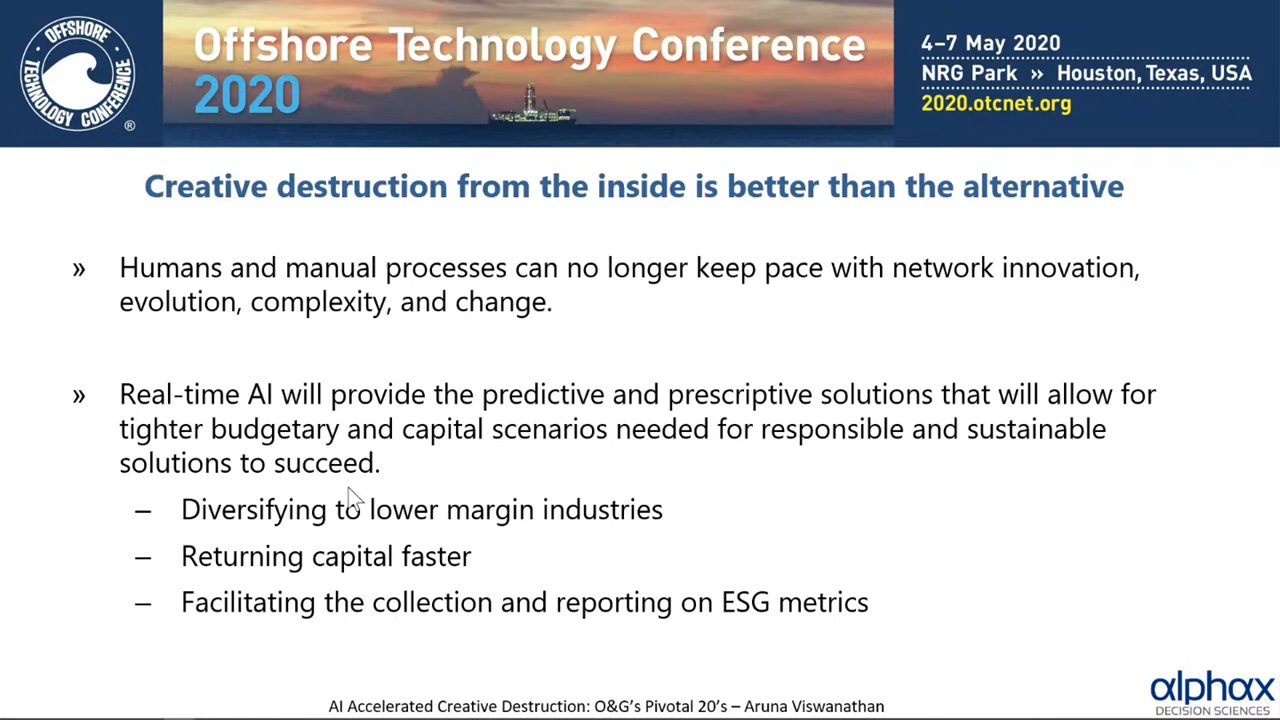 OFFSHORE TECHNOLOGY CONFERENCE ®
Offshore Technology Conference
2020
4–7 May 2020
NRG Park » Houston, Texas, USA
2020.otcnet.org
Creative destruction from the inside is better than the alternative
» Humans and manual processes can no longer keep pace with network innovation,
evolution, complexity, and change.
» Real-time AI will provide the predictive and prescriptive solutions that will allow for
tighter budgetary and capital scenarios needed for responsible and sustainable
solutions to succeed.
– Diversifying to lower margin industries
– Returning capital faster
– Facilitating the collection and reporting on ESG metrics
AI Accelerated Creative Destruction: O&G's Pivotal 20's – Aruna Viswanathan
alphax
DECISION SCIENCES